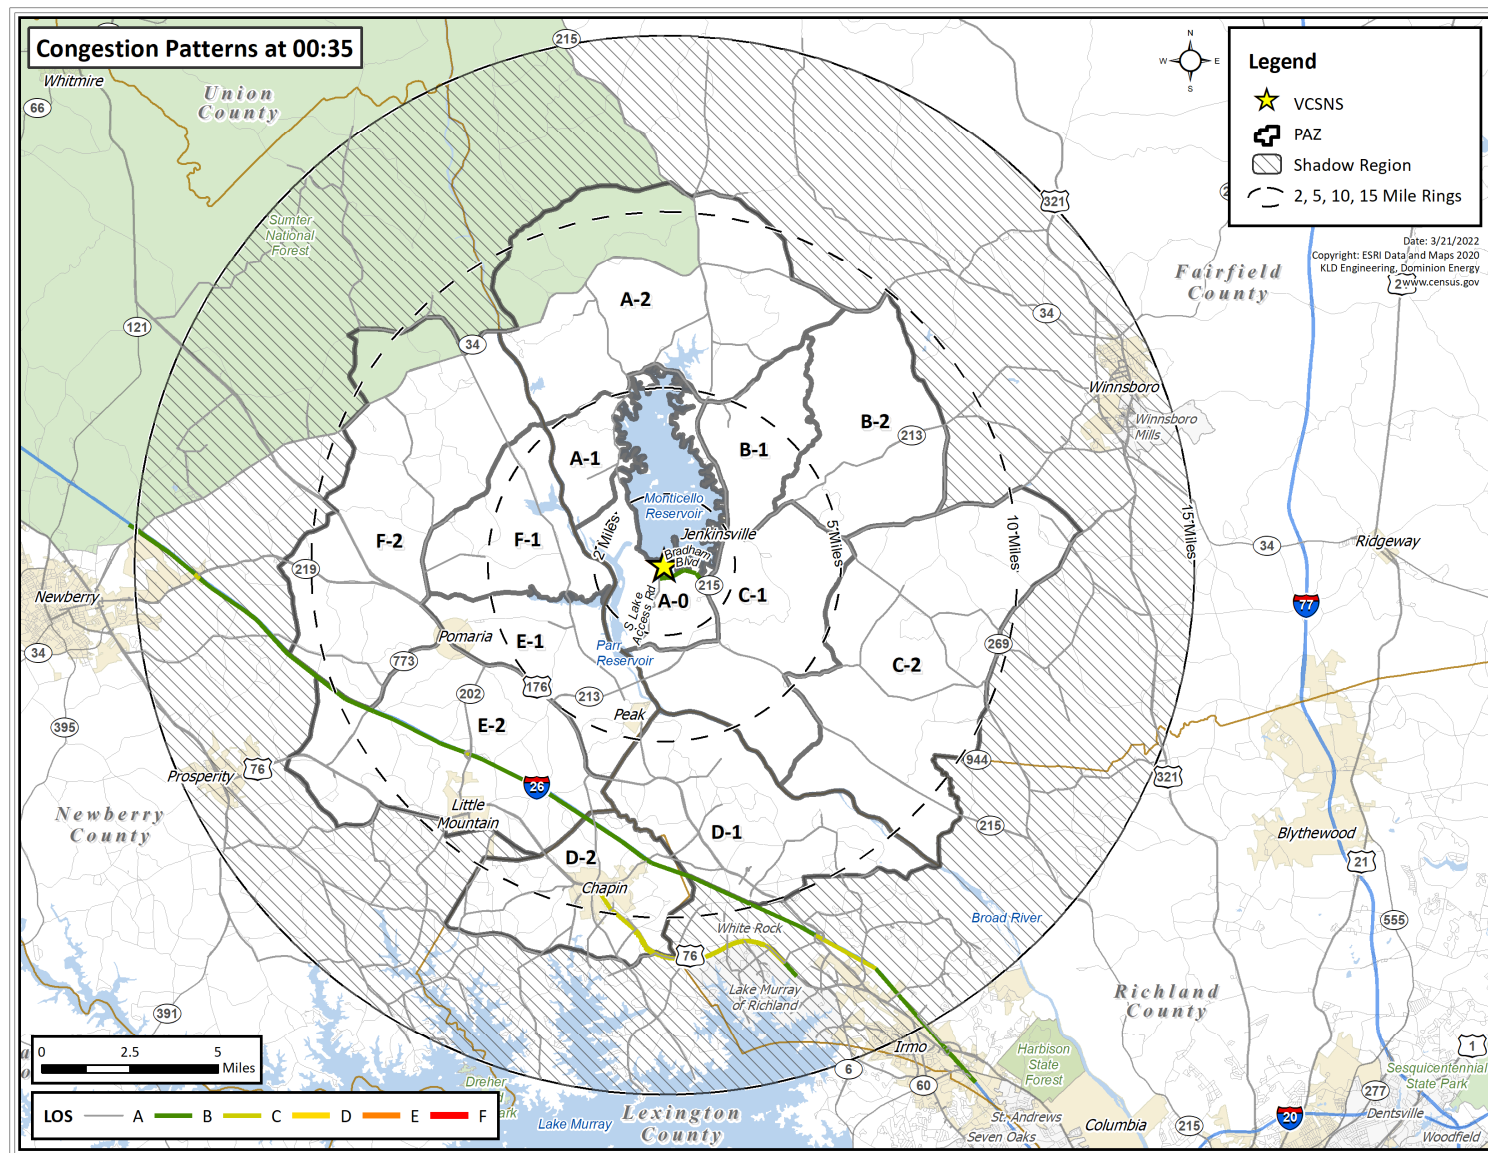 Congestion Patterns at 00:35
Legend
VCSNS
PAZ
Shadow Region
2, 5, 10, 15 Mile Rings
Date: 3/21/2022
Copyright: ESRI Data and Maps 2020
KLD Engineering, Dominion Energy
www.census.gov
N
W
E
S
215
Whitmire
66
Union
County
321
Sumter
National
Forest
Fairfield
County
121
34
34
A-2
Winnsboro
Winnsboro
Mills
B-2
213
B-1
A-1
Monticello
Reservoir
Jenkinsville
Bradham
Blvd
2 Miles
5 Miles
10 Miles
15 Miles
F-2
F-1
219
34
Ridgeway
215
A-0
C-1
S Lake
Access Rd
Newberry
77
34
Pomaria
E-1
Parr
Reservoir
269
C-2
773
202
176
213
Peak
395
E-2
944
Prosperity
76
26
321
Newberry
County
Little
Mountain
D-1
215
Blythewood
21
D-2
Chapin
White Rock
Broad River
555
76
Lake Murray
of Richland
Richland
County
391
Irmo
Harbison
State
Forest
1
6
60
Sesquicentennial
State Park
277
Dreher
Lexington
County
Lake Murray
St. Andrews
Seven Oaks
Columbia
215
20
Dentsville
Woodfield
0 2.5 5
Miles
LOS A B C D E F